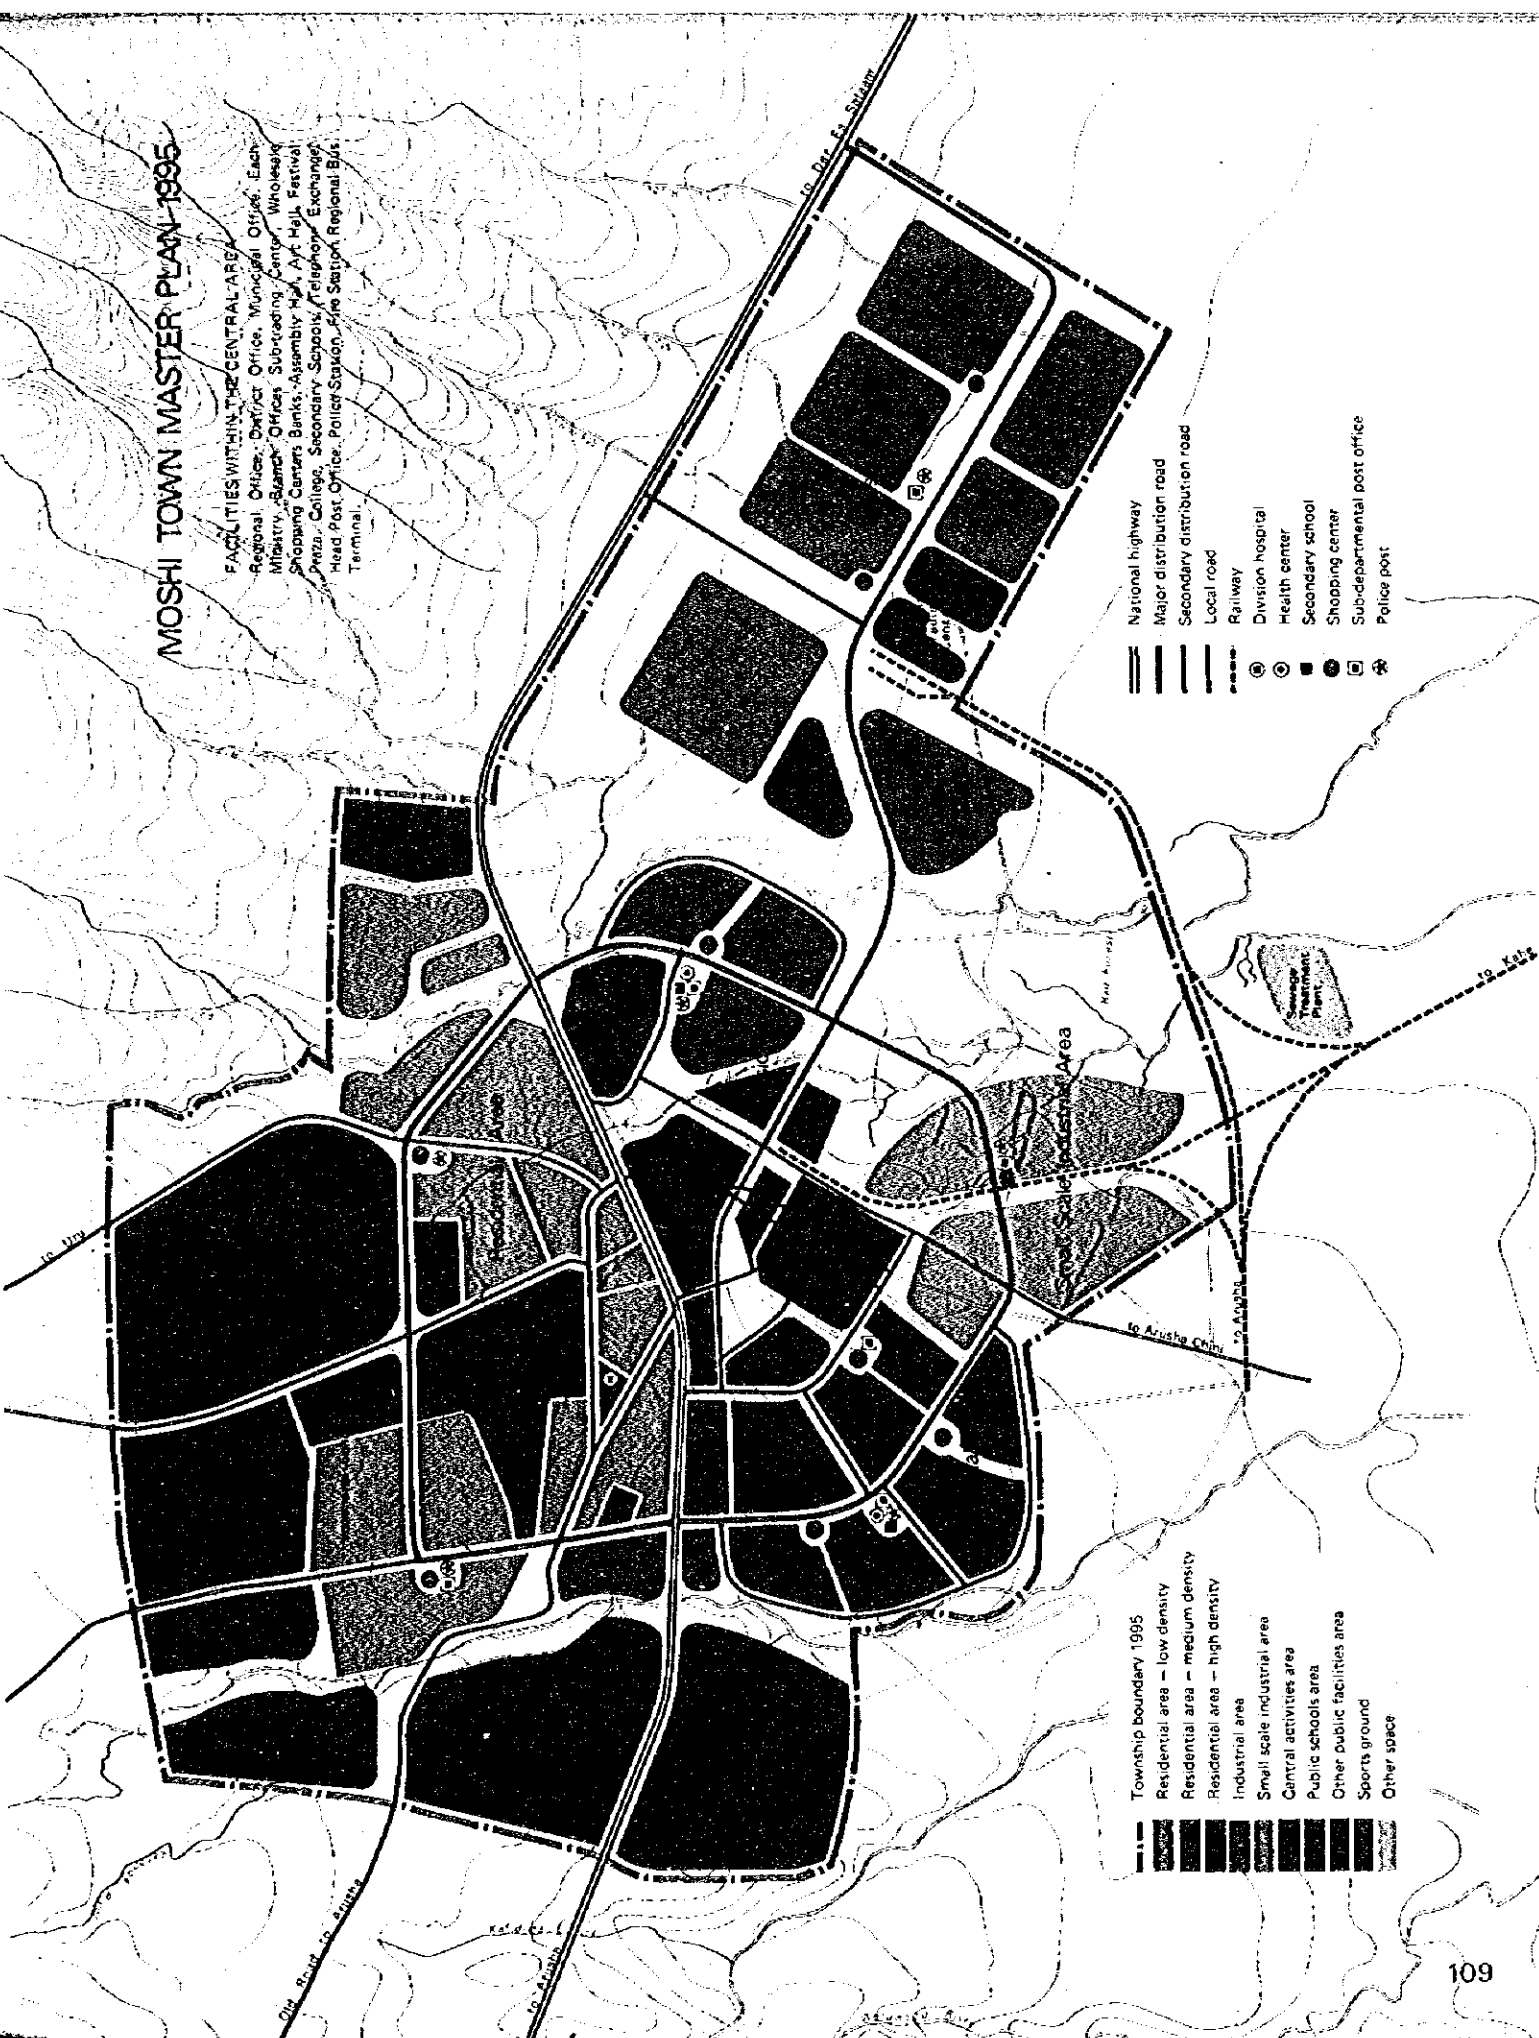 MOSHI TOWN MASTER PLAN-1995
FACILITIES WITHIN THE CENTRAL AREA
Regional Office, District Office, Municipal Office, Each
Ministry, Branch Offices Subtrading Center, Wholesale
Shopping Centers Banks, Assembly Hall, Art Hall, Festival
College, Secondary Schools, Telephone Exchange,
Head Post Office, Police Station, Fire Station Regional Bus
Terminal.
to Dar Es Salaam
to Uru
Small Scale Industrial Area
Sewage
Treatment
Plant
to Kahe
to Arusha Chini
to Arusha
Old Road to Arusha
to Arusha
National highway
Major distribution road
Secondary distribution road
Local road
Railway
Division hospital
Health center
Secondary school
Shopping center
Sub-departmental post office
Police post
Township boundary 1995
Residential area – low density
Residential area – medium density
Residential area – high density
Industrial area
Small scale industrial area
Central activities area
Public schools area
Other public facilities area
Sports ground
Other space
109